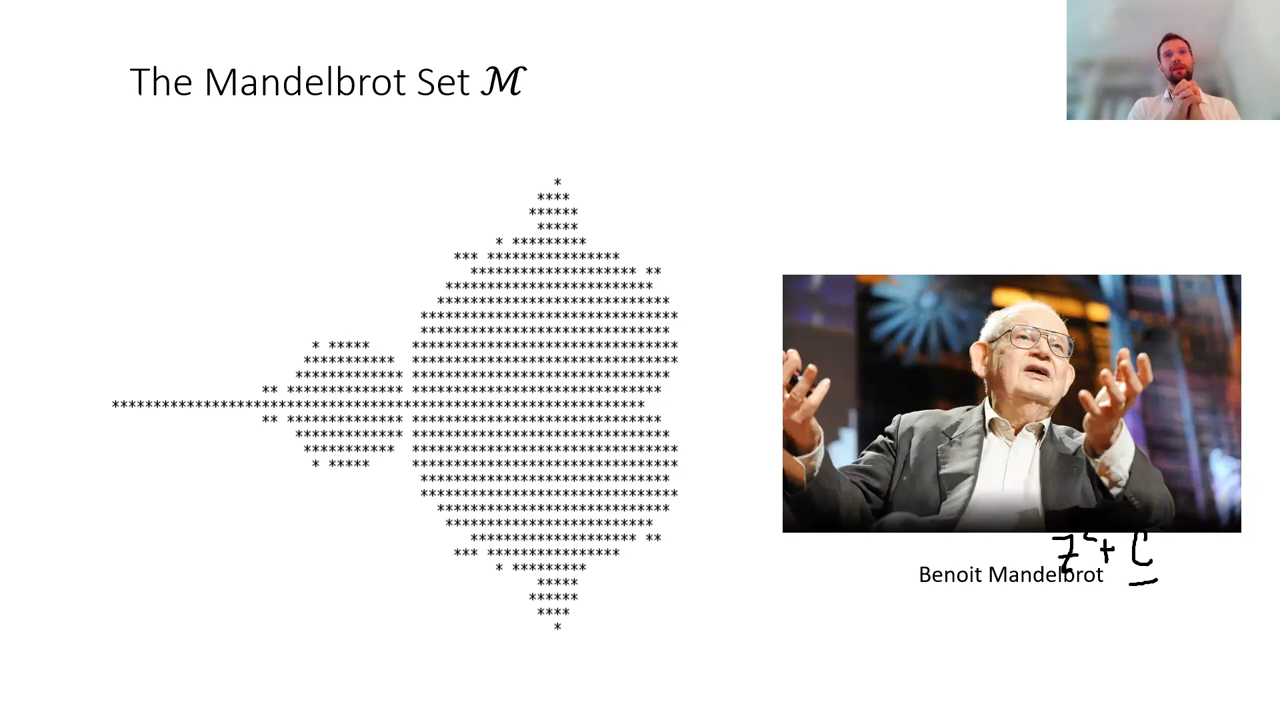 The Mandelbrot Set ℳ
z² + c
Benoit Mandelbrot